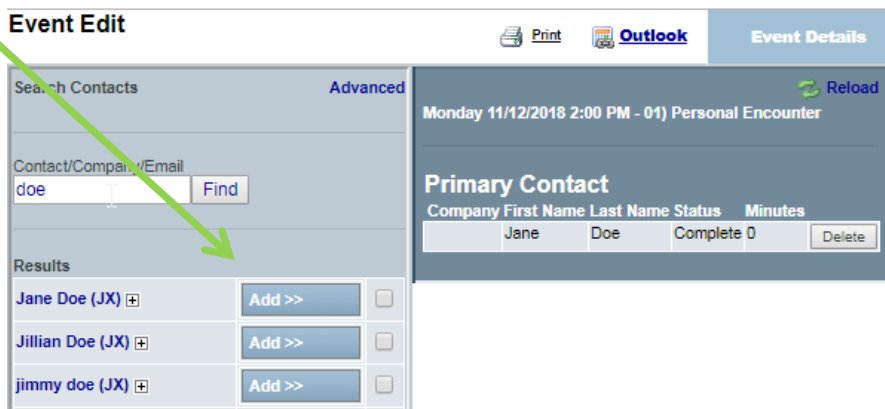 Event Edit
Print Outlook Event Details
Search Contacts Advanced
Contact/Company/Email
doe Find
Results
Jane Doe (JX) Add >>
Jillian Doe (JX) Add >>
jimmy doe (JX) Add >>
Reload
Monday 11/12/2018 2:00 PM - 01) Personal Encounter
Primary Contact
Company First Name Last Name Status Minutes
Jane Doe Complete 0 Delete